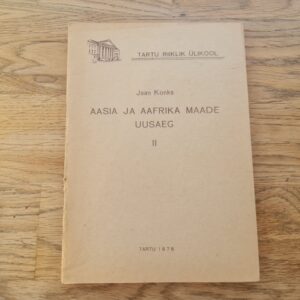 TARTU RIIKLIK ÜLIKOOL
Jaan Konks
AASIA JA AAFRIKA MAADE
UUSAEG
II
TARTU 1978